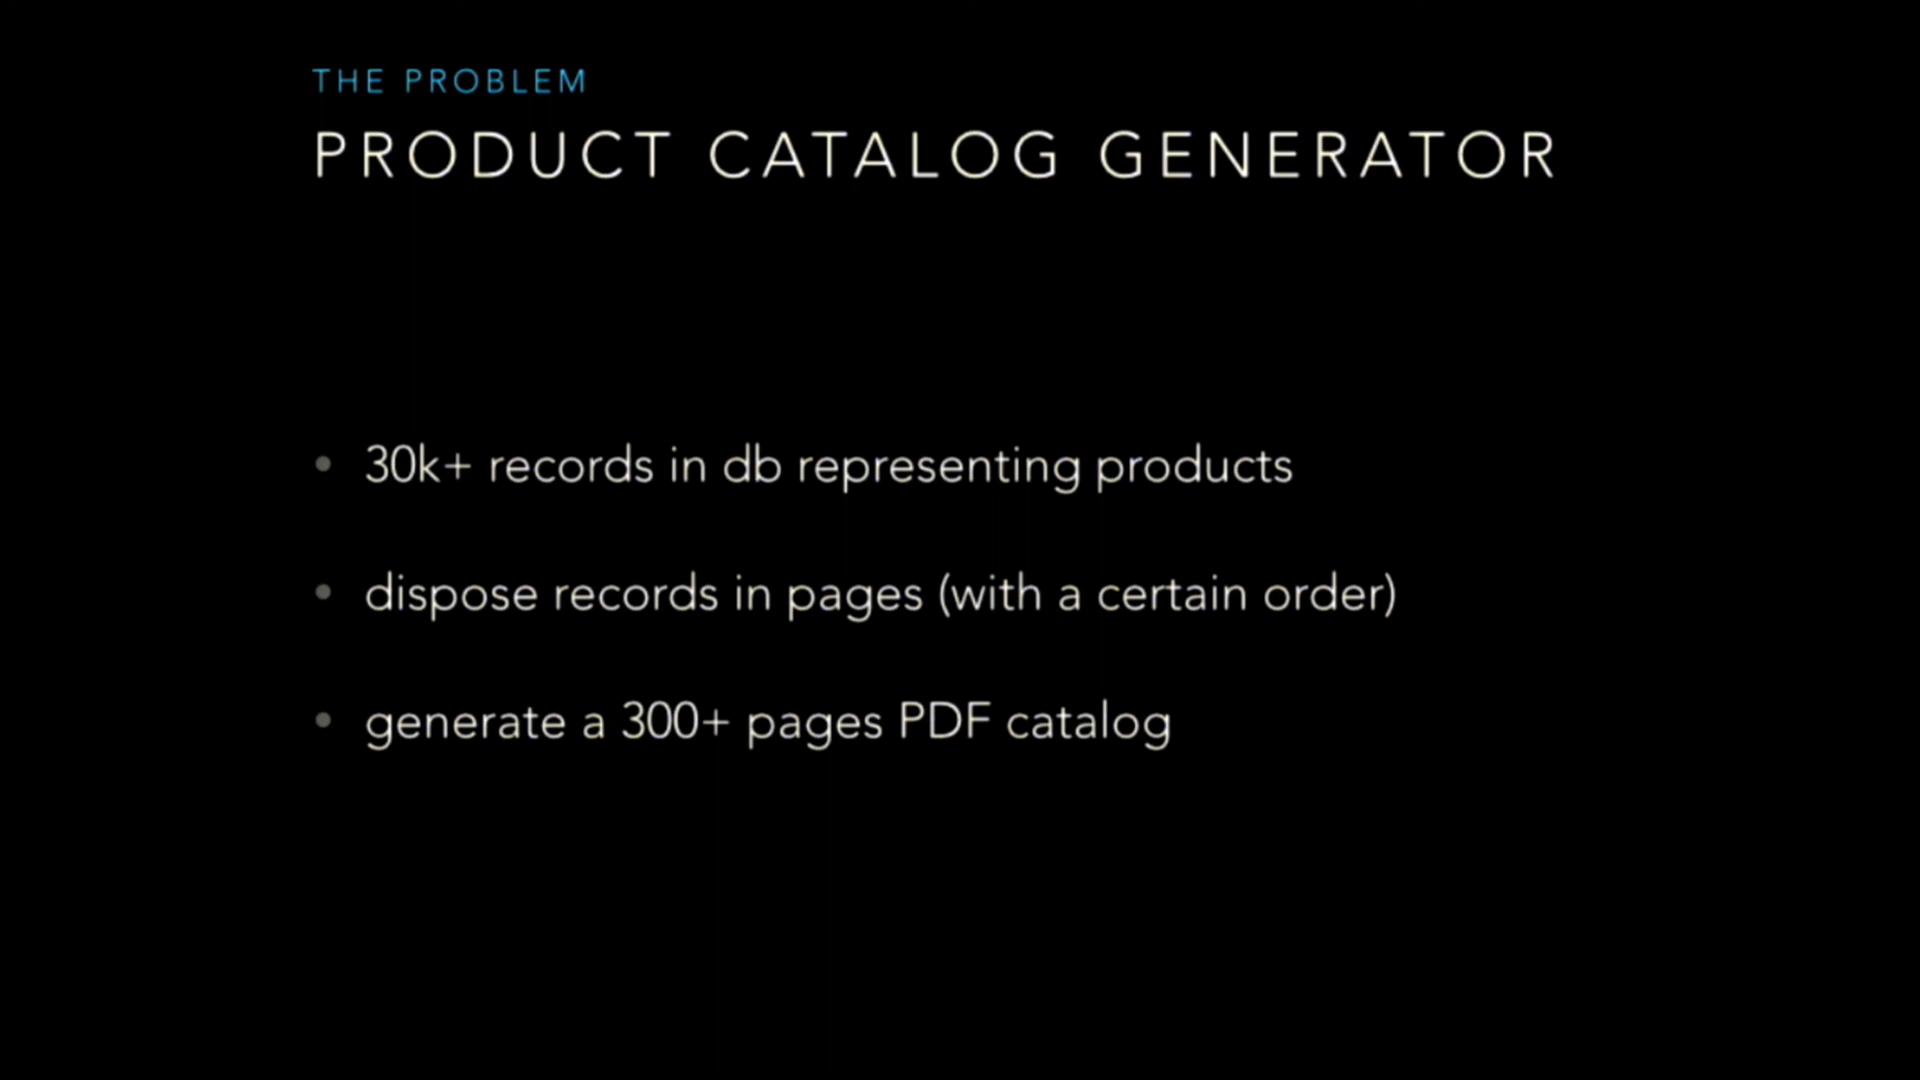 THE PROBLEM
PRODUCT CATALOG GENERATOR
• 30k+ records in db representing products
• dispose records in pages (with a certain order)
• generate a 300+ pages PDF catalog